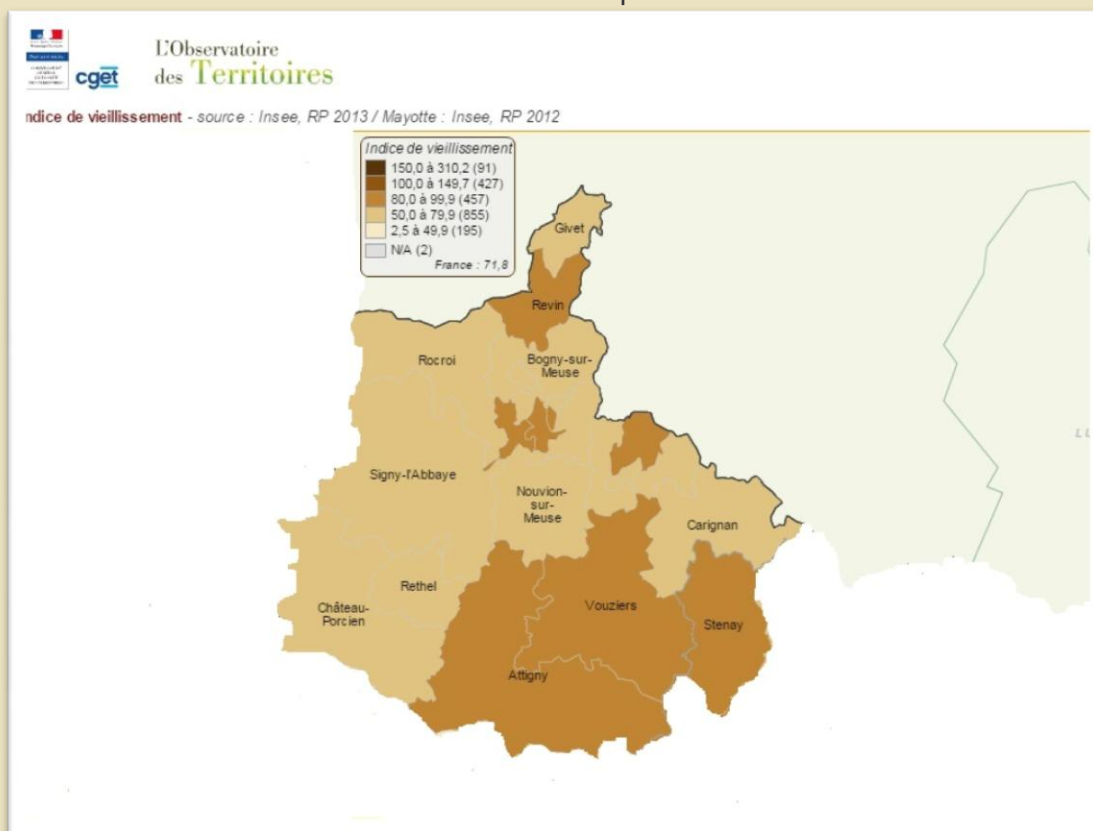 cget
L'Observatoire
des Territoires
ndice de vieillissement - source : Insee, RP 2013 / Mayotte : Insee, RP 2012
Indice de vieillissement
150,0 à 310,2 (91)
100,0 à 149,7 (427)
80,0 à 99,9 (457)
50,0 à 79,9 (855)
2,5 à 49,9 (195)
N/A (2)
France : 71,8
Givet
Revin
Rocroi
Bogny-sur-
Meuse
Signy-l'Abbaye
Nouvion-
sur-
Meuse
Carignan
Rethel
Château-
Porcien
Vouziers
Stenay
Attigny